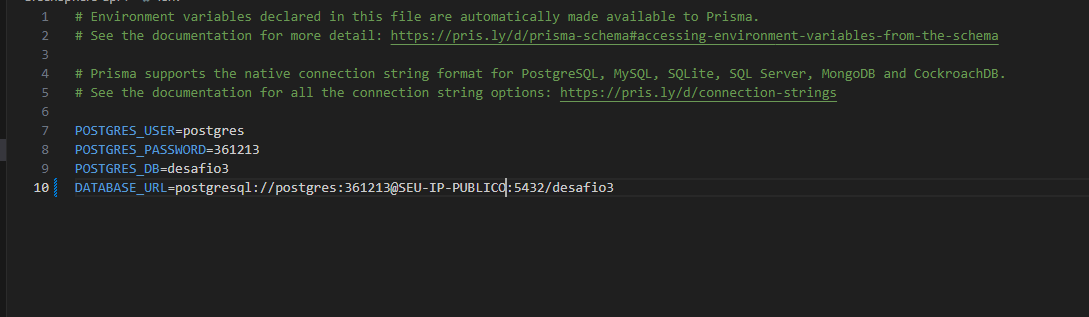 1 # Environment variables declared in this file are automatically made available to Prisma.
2 # See the documentation for more detail: https://pris.ly/d/prisma-schema#accessing-environment-variables-from-the-schema
3
4 # Prisma supports the native connection string format for PostgreSQL, MySQL, SQLite, SQL Server, MongoDB and CockroachDB.
5 # See the documentation for all the connection string options: https://pris.ly/d/connection-strings
6
7 POSTGRES_USER=postgres
8 POSTGRES_PASSWORD=361213
9 POSTGRES_DB=desafio3
10 DATABASE_URL=postgresql://postgres:361213@SEU-IP-PUBLICO:5432/desafio3